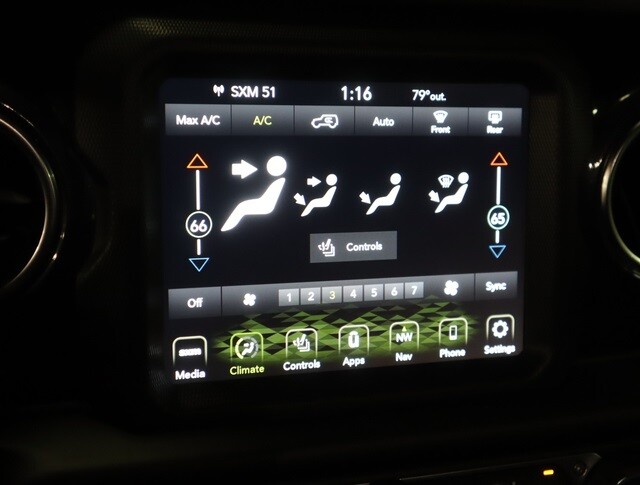 SXM 51 1:16 79° out.
Max A/C A/C Auto Front Rear
66 65
Controls
Off 1 2 3 4 5 6 7 Sync
NW
Media Climate Controls Apps Nav Phone Settings